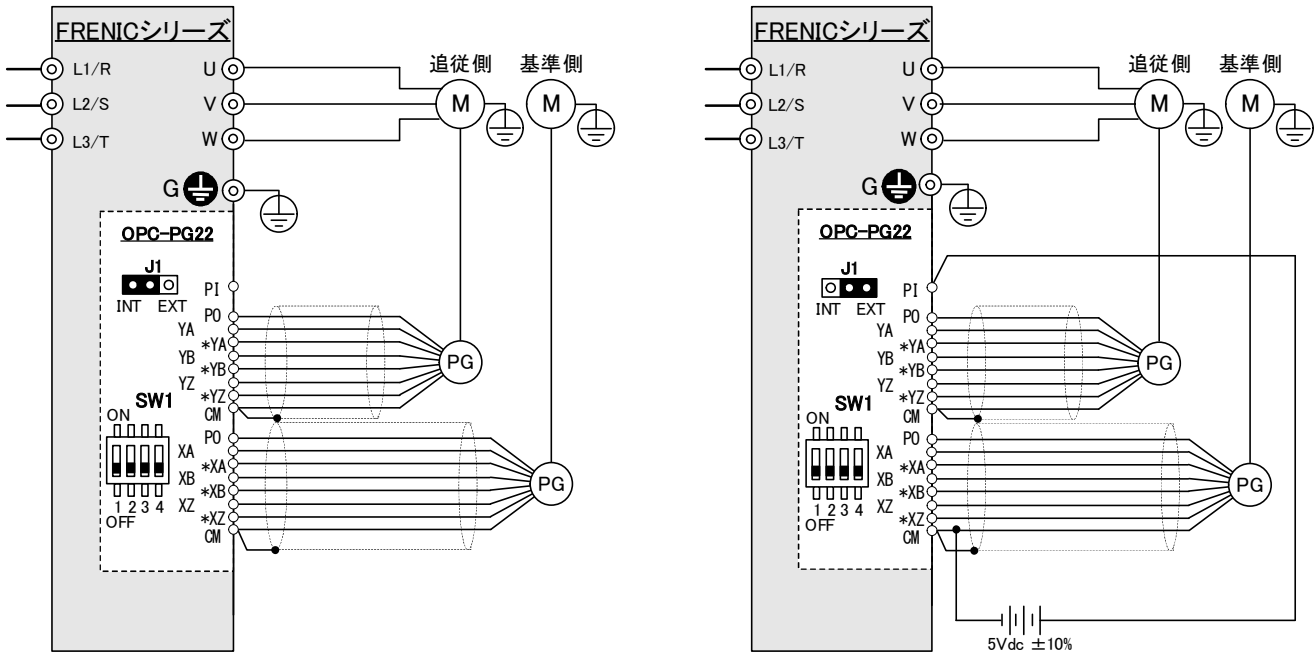 FRENICシリーズ
L1/R
L2/S
L3/T
U
V
W
G
追従側
基準側
M
M
OPC-PG22
J1
INT EXT
PI
PO
YA
*YA
YB
*YB
YZ
*YZ
CM
PG
SW1
ON
1 2 3 4
OFF
PO
XA
*XA
XB
*XB
XZ
*XZ
CM
PG
FRENICシリーズ
L1/R
L2/S
L3/T
U
V
W
G
追従側
基準側
M
M
OPC-PG22
J1
INT EXT
PI
PO
YA
*YA
YB
*YB
YZ
*YZ
CM
PG
SW1
ON
1 2 3 4
OFF
PO
XA
*XA
XB
*XB
XZ
*XZ
CM
PG
5Vdc ±10%